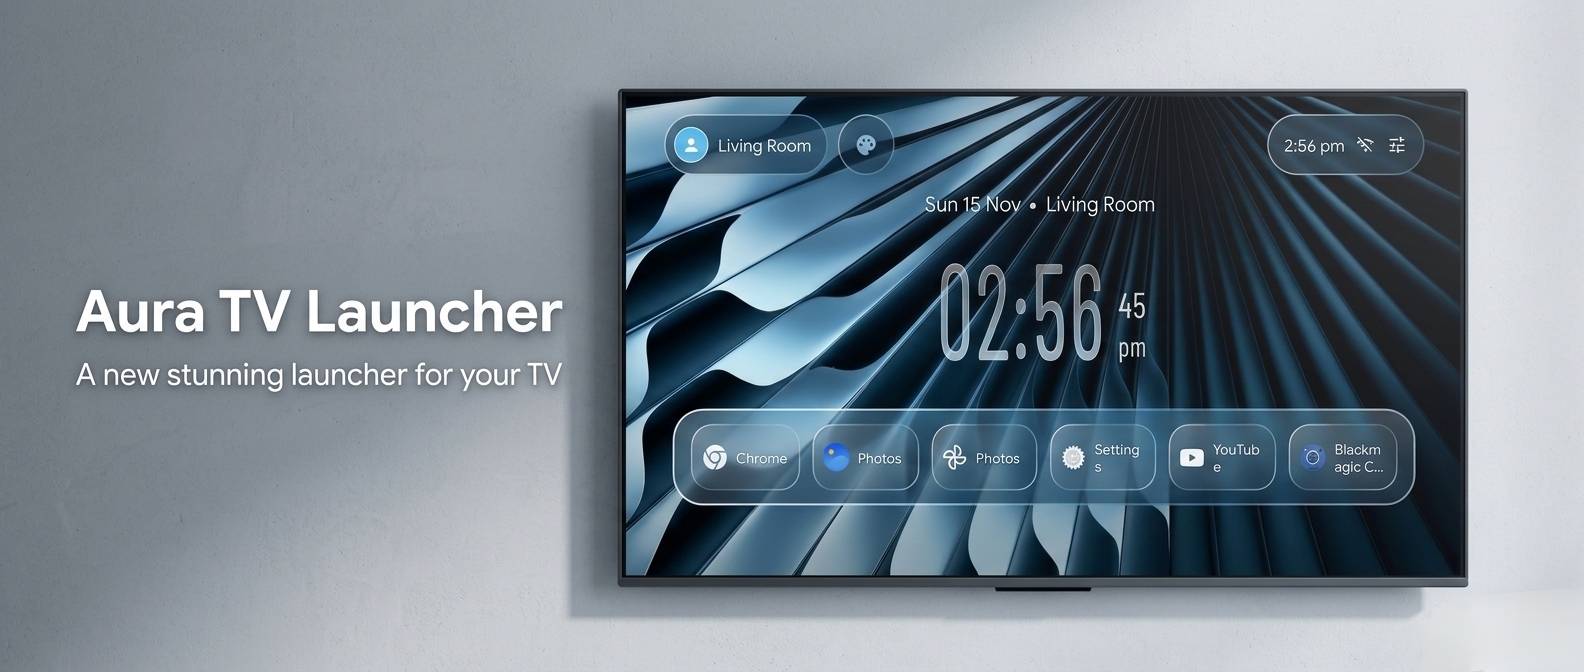 Aura TV Launcher
A new stunning launcher for your TV
Living Room
2:56 pm
Sun 15 Nov • Living Room
02:56
45
pm
Chrome
Photos
Photos
Setting
s
YouTub
e
Blackm
agic C...